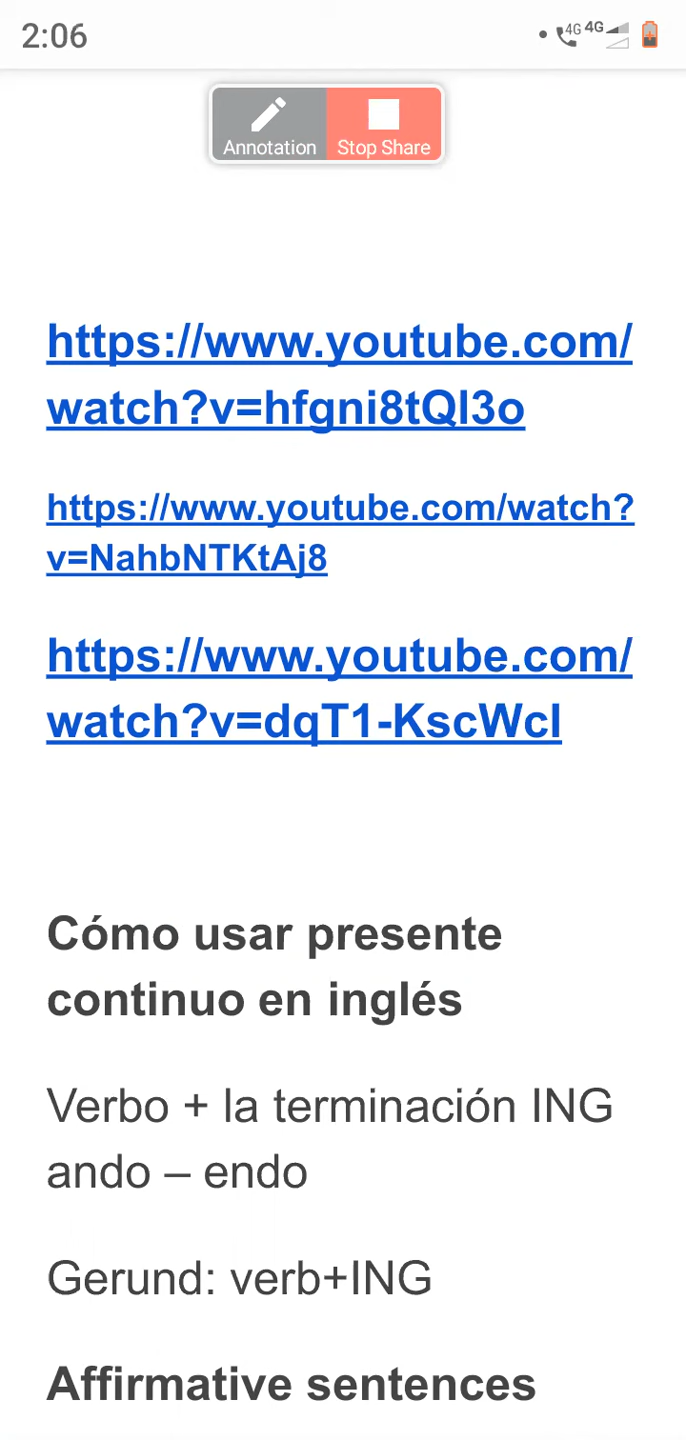 2:06
4G 4G
Annotation Stop Share
https://www.youtube.com/
watch?v=hfgni8tQl3o
https://www.youtube.com/watch?
v=NahbNTKtAj8
https://www.youtube.com/
watch?v=dqT1-KscWcI
Cómo usar presente
continuo en inglés
Verbo + la terminación ING
ando – endo
Gerund: verb+ING
Affirmative sentences